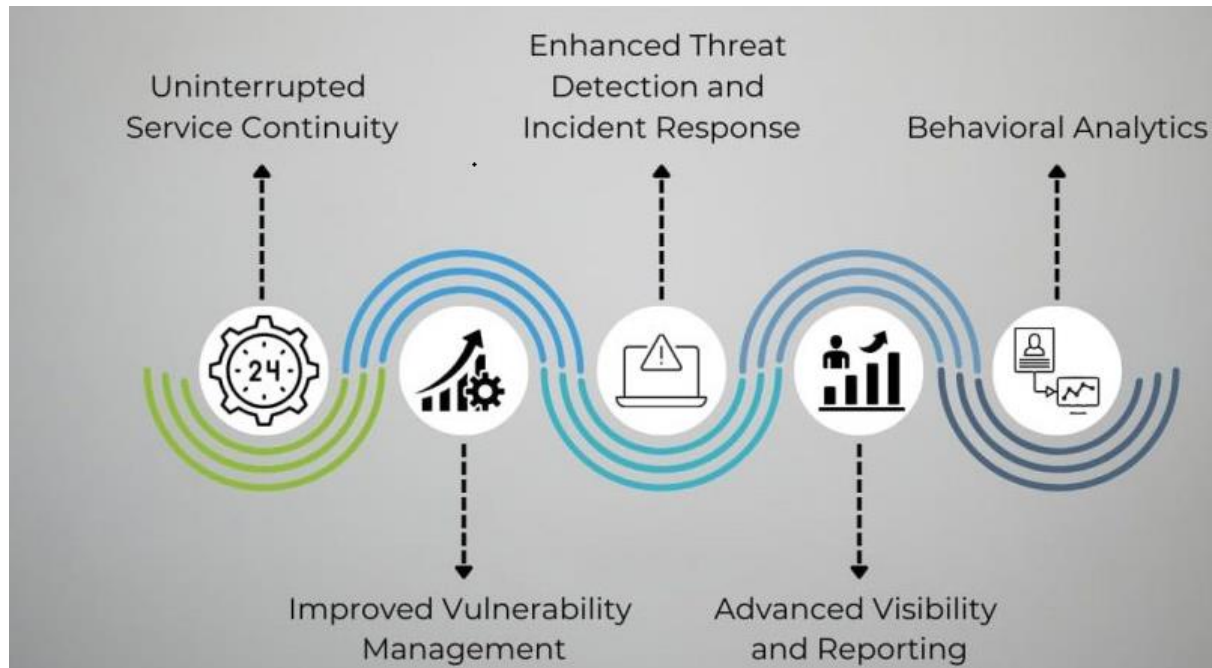 Uninterrupted
Service Continuity
Enhanced Threat
Detection and
Incident Response
Behavioral Analytics
24
Improved Vulnerability
Management
Advanced Visibility
and Reporting